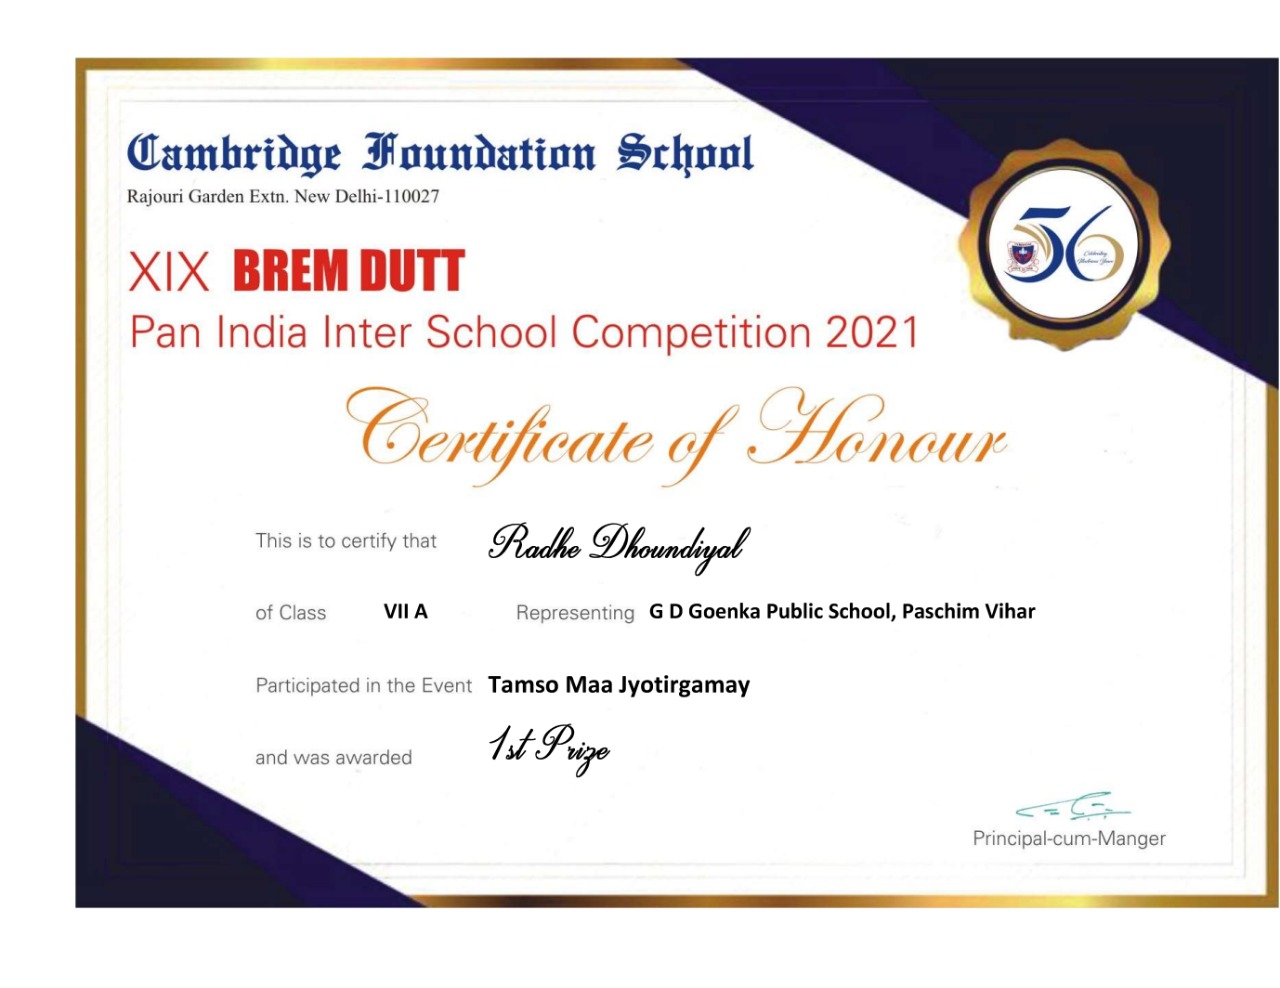 Cambridge Foundation School
Rajouri Garden Extn. New Delhi-110027
56
Celebrating
XIX BREM DUTT
Pan India Inter School Competition 2021
Certificate of Honour
This is to certify that Radhe Dhoundiyal
of Class VII A Representing G D Goenka Public School, Paschim Vihar
Participated in the Event Tamso Maa Jyotirgamay
and was awarded 1st Prize
Principal-cum-Manger